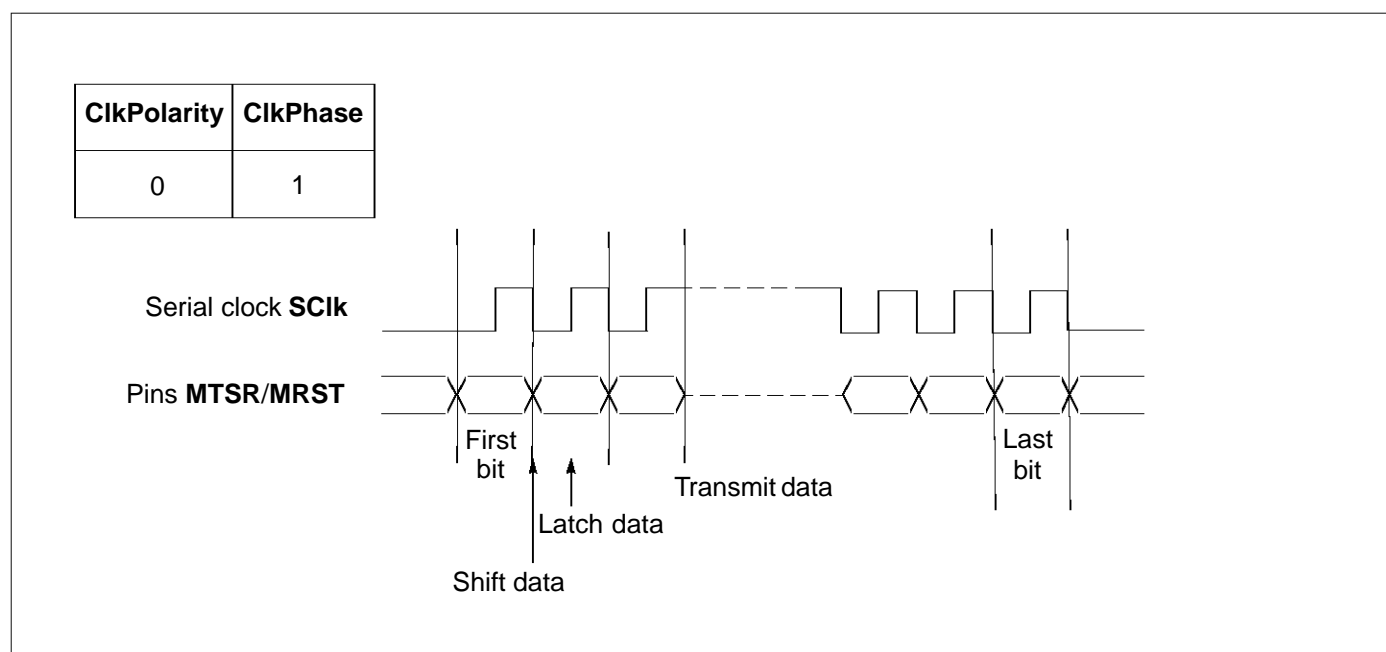 ClkPolarity ClkPhase
0 1
Serial clock SClk
Pins MTSR/MRST
First
bit
Last
bit
Transmit data
Latch data
Shift data